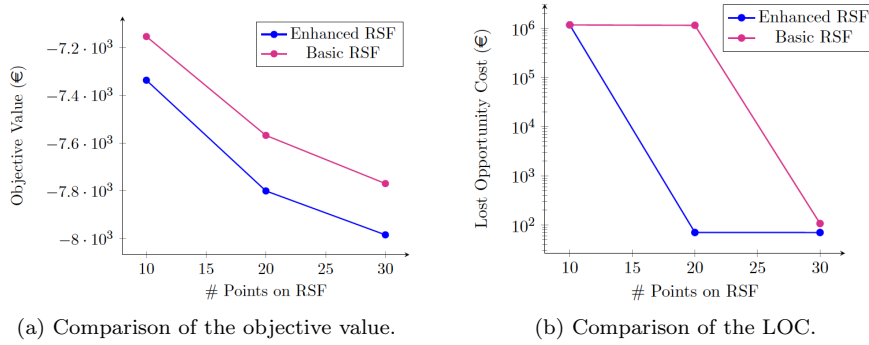 Enhanced RSF
Basic RSF
Objective Value (€)
−7.2 · 10³
−7.4 · 10³
−7.6 · 10³
−7.8 · 10³
−8 · 10³
10 15 20 25 30
# Points on RSF
(a) Comparison of the objective value.
Enhanced RSF
Basic RSF
Lost Opportunity Cost (€)
10⁶
10⁵
10⁴
10³
10²
10 15 20 25 30
# Points on RSF
(b) Comparison of the LOC.